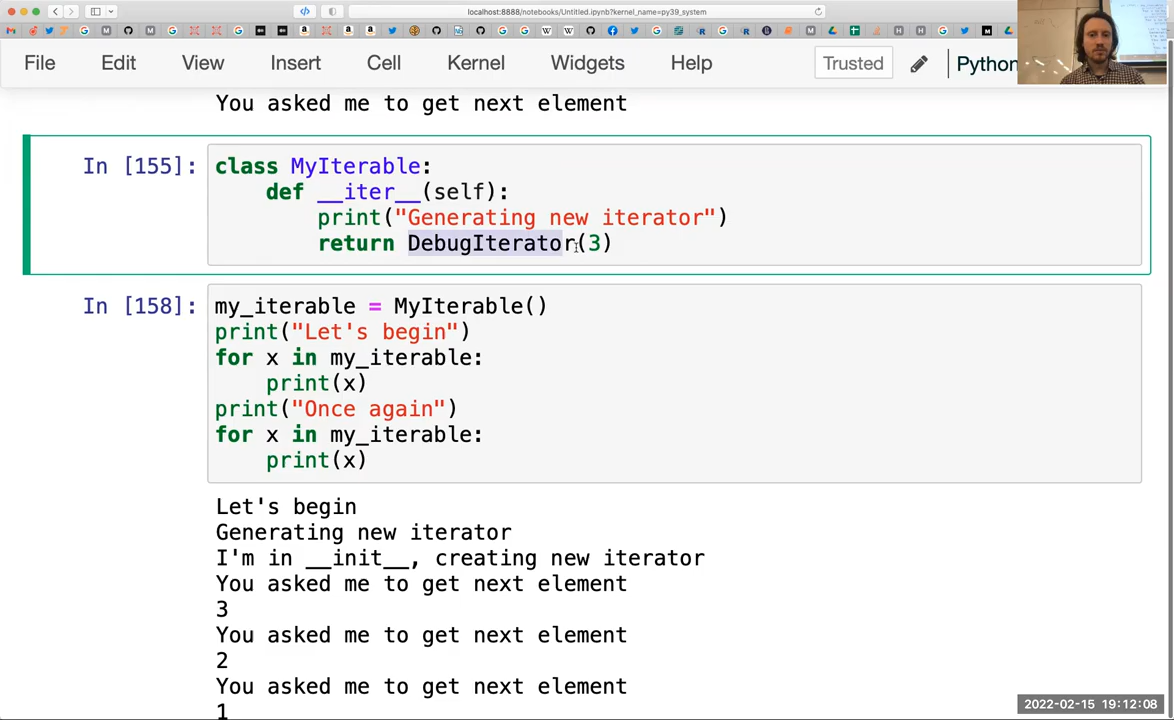 localhost:8888/notebooks/Untitled.ipynb?kernel_name=py39_system
File Edit View Insert Cell Kernel Widgets Help Trusted Python
You asked me to get next element
In [155]: class MyIterable:
def __iter__(self):
print("Generating new iterator")
return DebugIterator(3)
In [158]: my_iterable = MyIterable()
print("Let's begin")
for x in my_iterable:
print(x)
print("Once again")
for x in my_iterable:
print(x)
Let's begin
Generating new iterator
I'm in __init__, creating new iterator
You asked me to get next element
3
You asked me to get next element
2
You asked me to get next element
1
2022-02-15 19:12:08